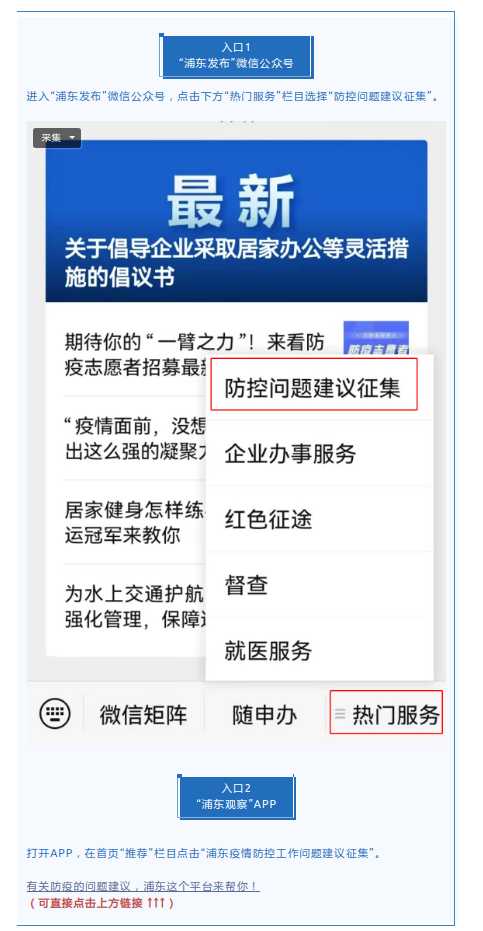 入口1
“浦东发布”微信公众号
进入“浦东发布”微信公众号，点击下方“热门服务”栏目选择“防控问题建议征集”。
采集
最新
关于倡导企业采取居家办公等灵活措
施的倡议书
期待你的“一臂之力”！来看防
疫志愿者招募最新
防疫志愿者
“疫情面前，没想
出这么强的凝聚力
居家健身怎样练
运冠军来教你
为水上交通护航
强化管理，保障
防控问题建议征集
企业办事服务
红色征途
督查
就医服务
微信矩阵
随申办
热门服务
入口2
“浦东观察”APP
打开APP，在首页“推荐”栏目点击“浦东疫情防控工作问题建议征集”。
有关防疫的问题建议，浦东这个平台来帮你！
（可直接点击上方链接 ↑↑↑）